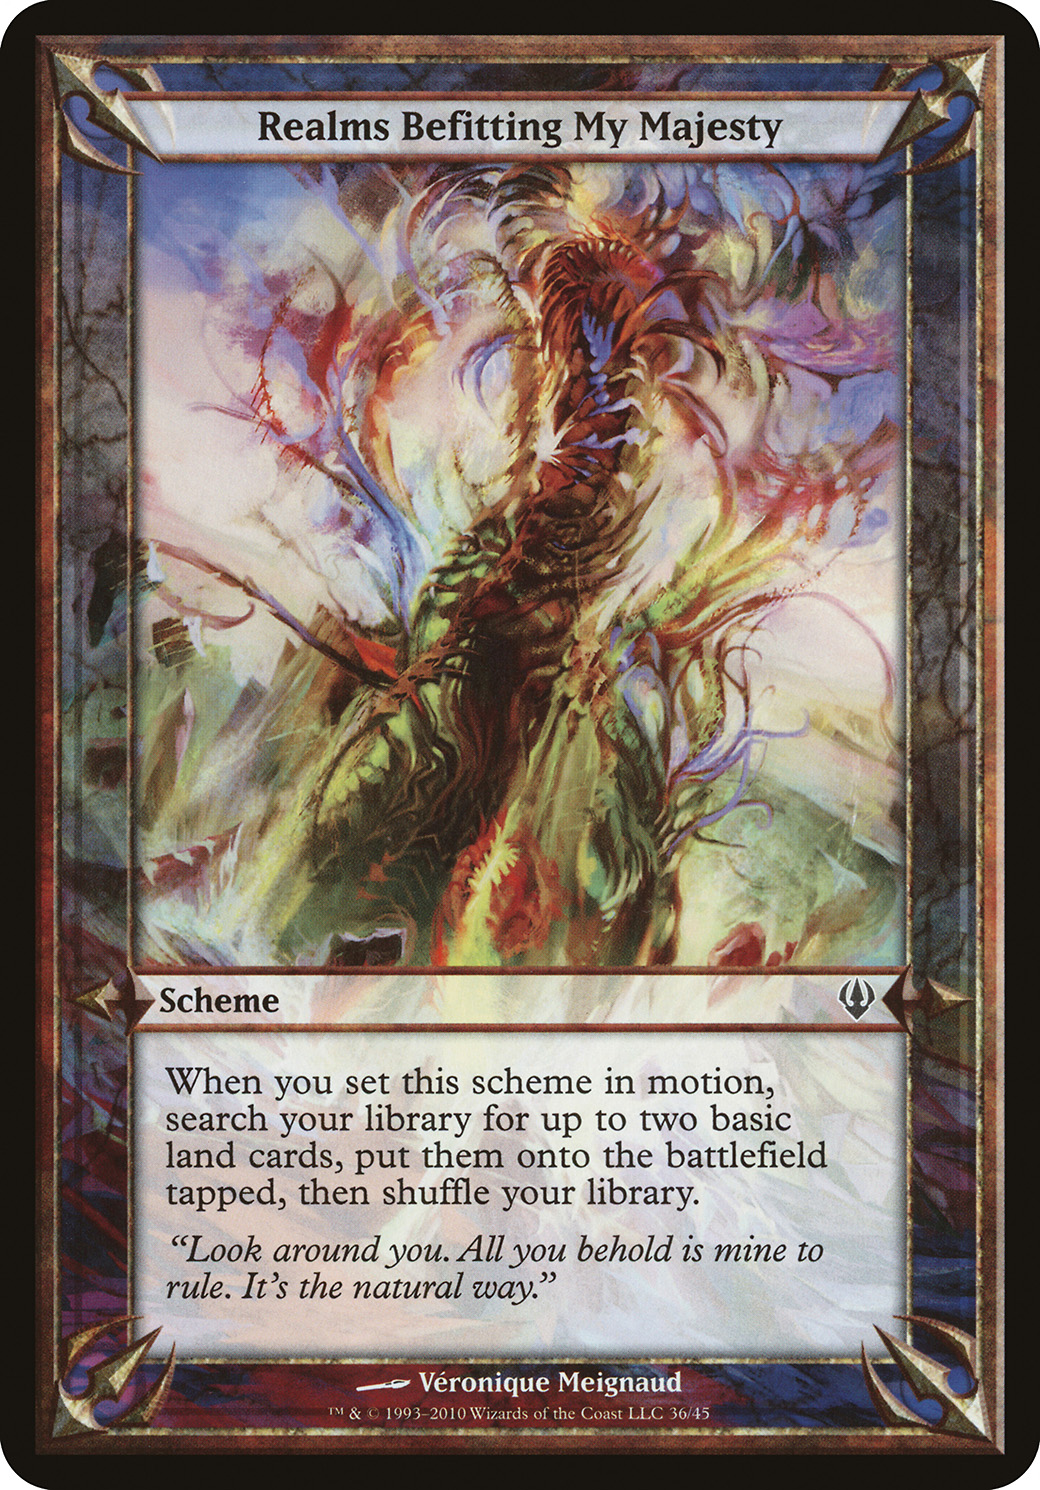 Realms Befitting My Majesty
Scheme
When you set this scheme in motion,
search your library for up to two basic
land cards, put them onto the battlefield
tapped, then shuffle your library.
“Look around you. All you behold is mine to
rule. It’s the natural way.”
Véronique Meignaud
™ & © 1993–2010 Wizards of the Coast LLC 36/45